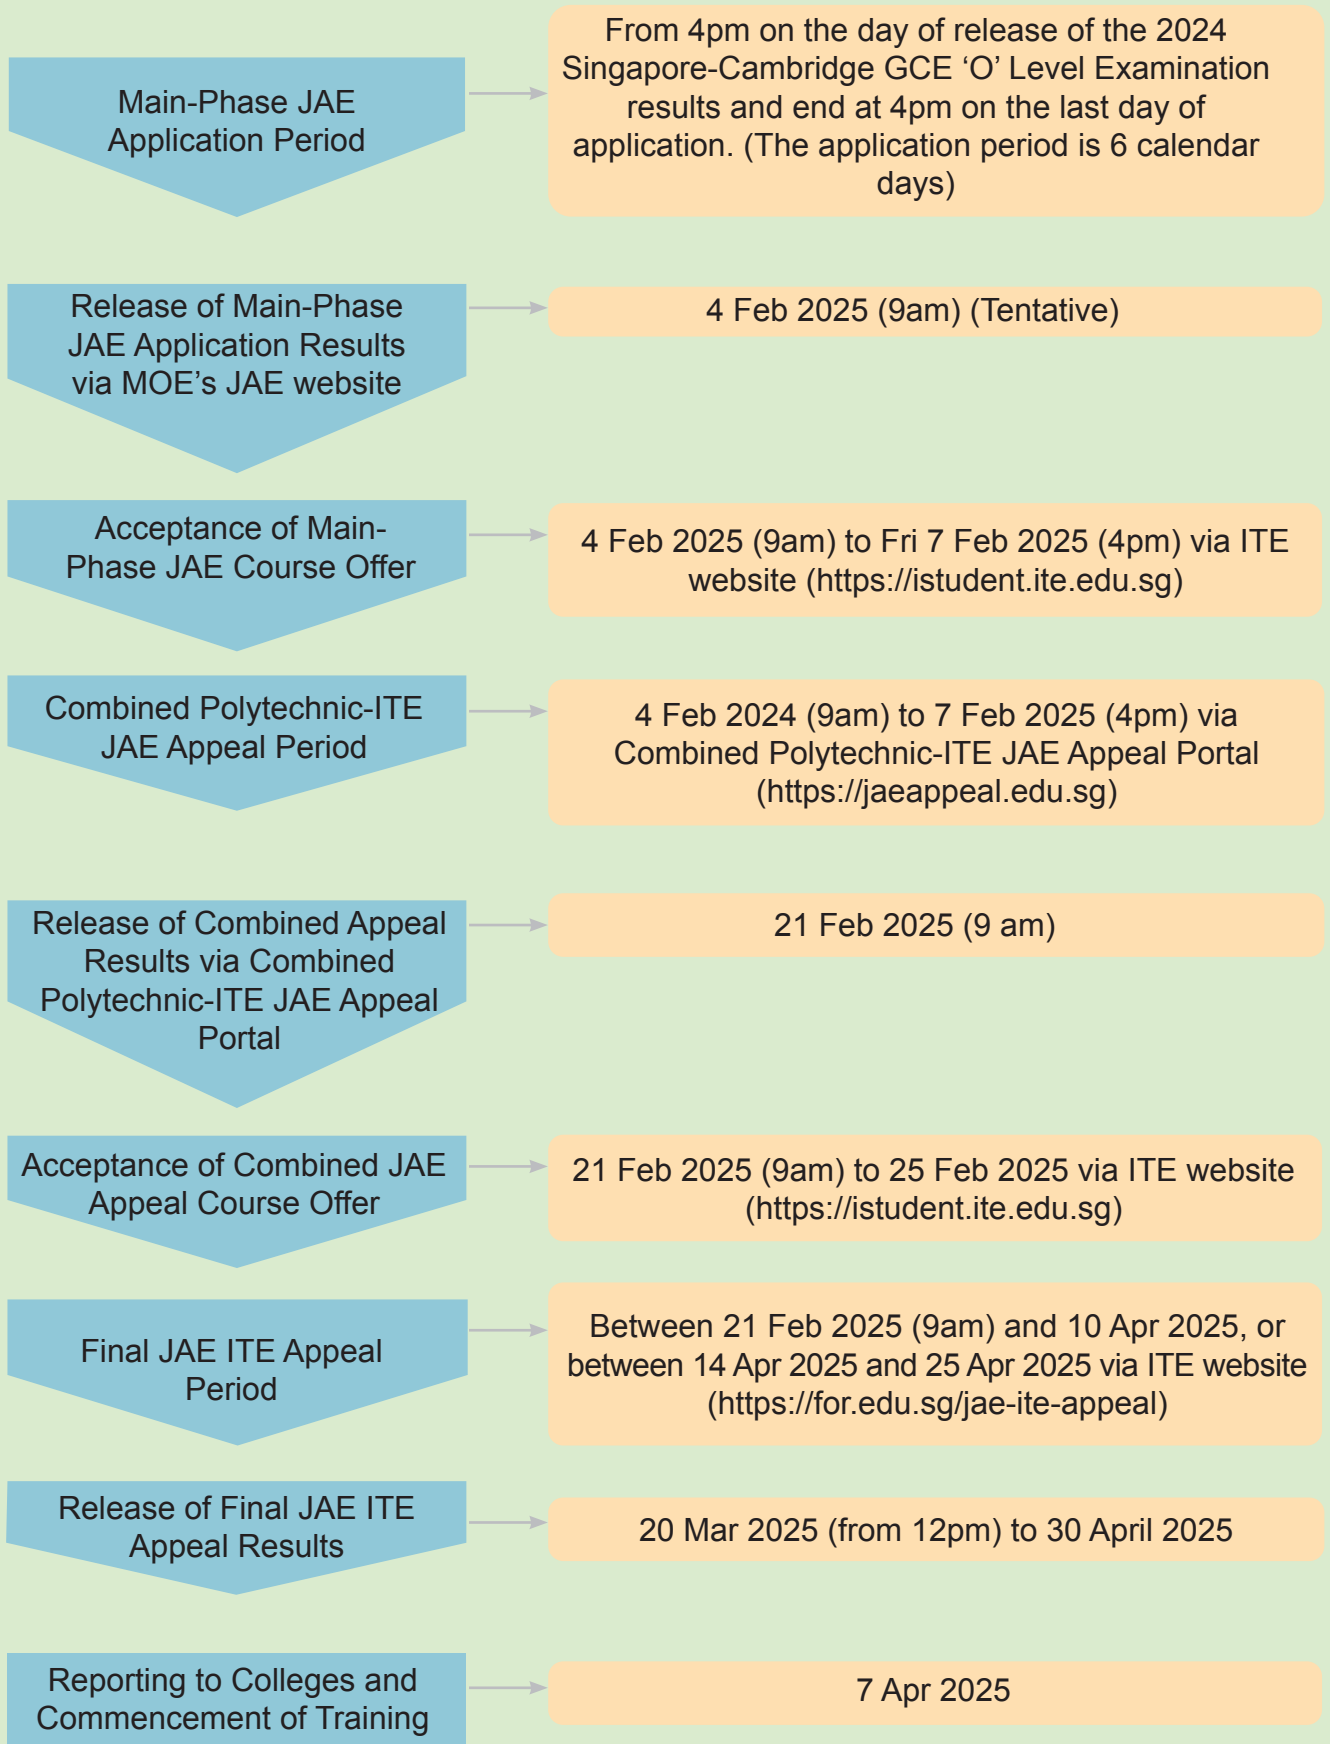 Main-Phase JAE
Application Period
From 4pm on the day of release of the 2024
Singapore-Cambridge GCE ‘O’ Level Examination
results and end at 4pm on the last day of
application. (The application period is 6 calendar
days)
Release of Main-Phase
JAE Application Results
via MOE’s JAE website
4 Feb 2025 (9am) (Tentative)
Acceptance of Main-
Phase JAE Course Offer
4 Feb 2025 (9am) to Fri 7 Feb 2025 (4pm) via ITE
website (https://istudent.ite.edu.sg)
Combined Polytechnic-ITE
JAE Appeal Period
4 Feb 2024 (9am) to 7 Feb 2025 (4pm) via
Combined Polytechnic-ITE JAE Appeal Portal
(https://jaeappeal.edu.sg)
Release of Combined Appeal
Results via Combined
Polytechnic-ITE JAE Appeal
Portal
21 Feb 2025 (9 am)
Acceptance of Combined JAE
Appeal Course Offer
21 Feb 2025 (9am) to 25 Feb 2025 via ITE website
(https://istudent.ite.edu.sg)
Final JAE ITE Appeal
Period
Between 21 Feb 2025 (9am) and 10 Apr 2025, or
between 14 Apr 2025 and 25 Apr 2025 via ITE website
(https://for.edu.sg/jae-ite-appeal)
Release of Final JAE ITE
Appeal Results
20 Mar 2025 (from 12pm) to 30 April 2025
Reporting to Colleges and
Commencement of Training
7 Apr 2025